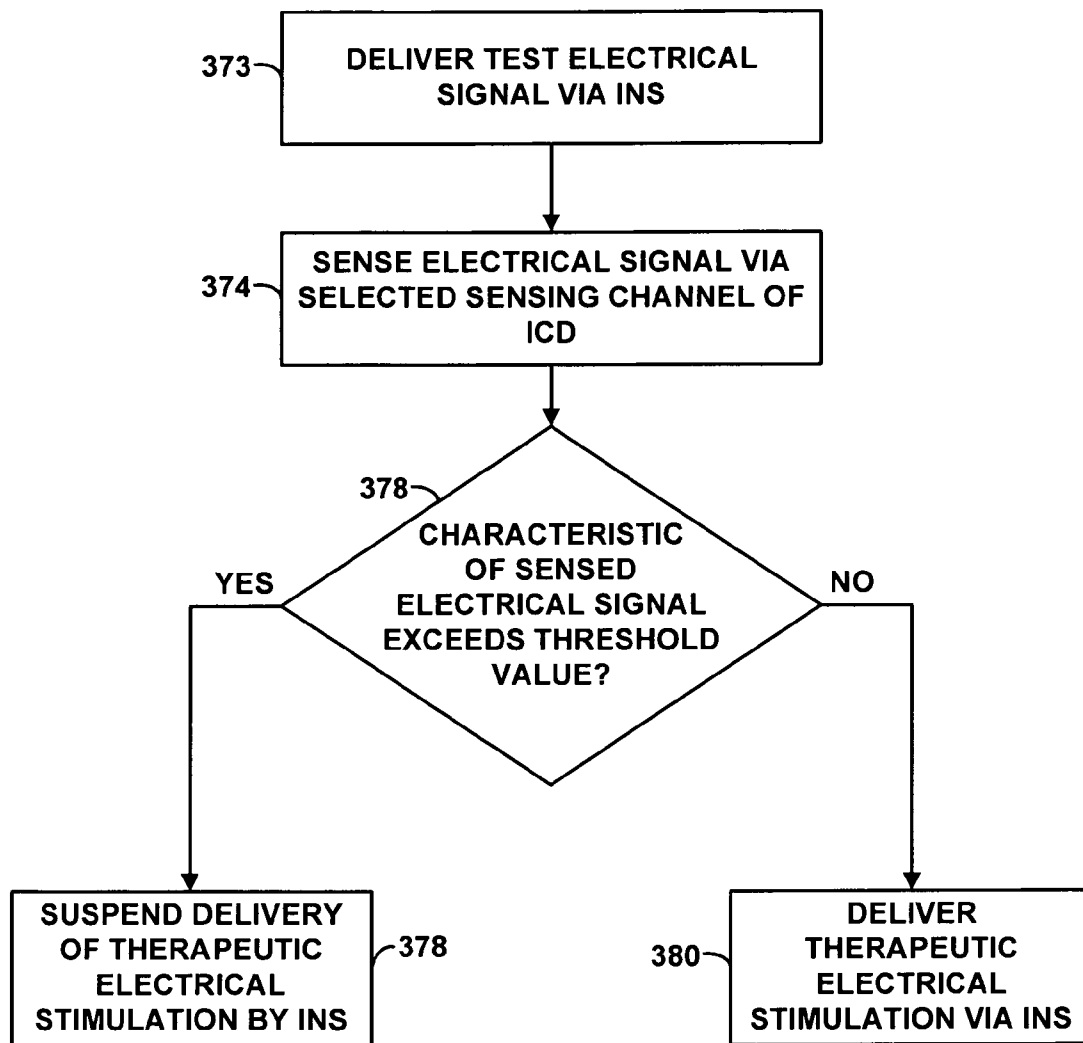 373
DELIVER TEST ELECTRICAL
SIGNAL VIA INS
374
SENSE ELECTRICAL SIGNAL VIA
SELECTED SENSING CHANNEL OF
ICD
378
CHARACTERISTIC
OF SENSED
ELECTRICAL SIGNAL
EXCEEDS THRESHOLD
VALUE?
YES
NO
SUSPEND DELIVERY
OF THERAPEUTIC
ELECTRICAL
STIMULATION BY INS
378
380
DELIVER
THERAPEUTIC
ELECTRICAL
STIMULATION VIA INS